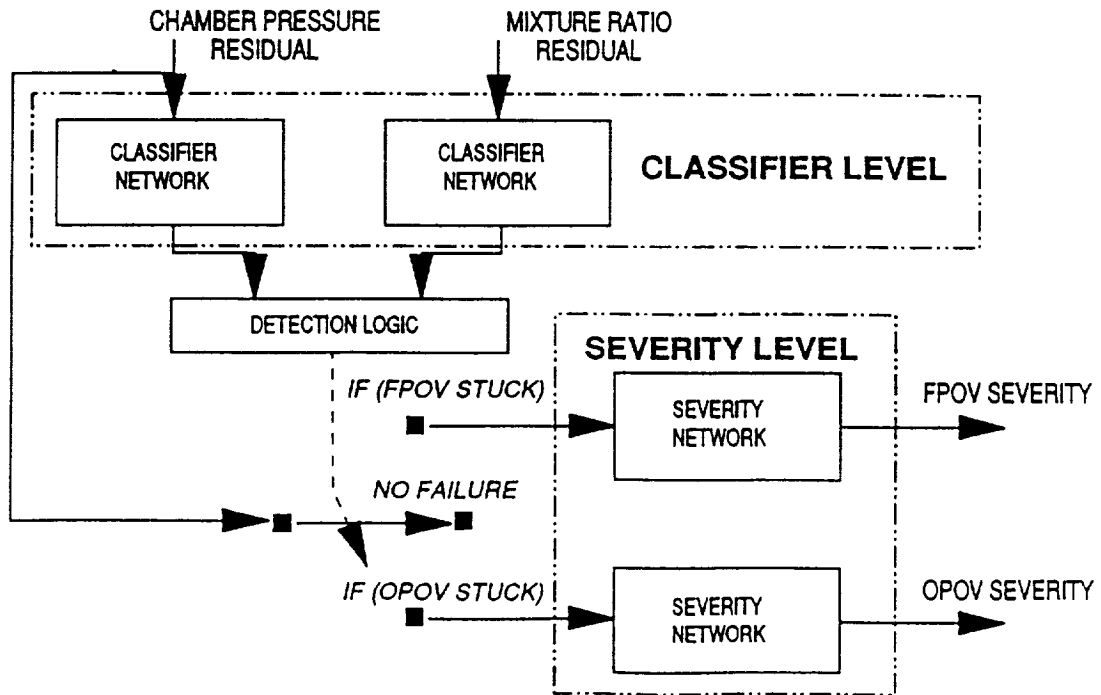 CHAMBER PRESSURE
RESIDUAL
MIXTURE RATIO
RESIDUAL
CLASSIFIER
NETWORK
CLASSIFIER
NETWORK
CLASSIFIER LEVEL
DETECTION LOGIC
SEVERITY LEVEL
IF (FPOV STUCK)
SEVERITY
NETWORK
FPOV SEVERITY
NO FAILURE
IF (OPOV STUCK)
SEVERITY
NETWORK
OPOV SEVERITY